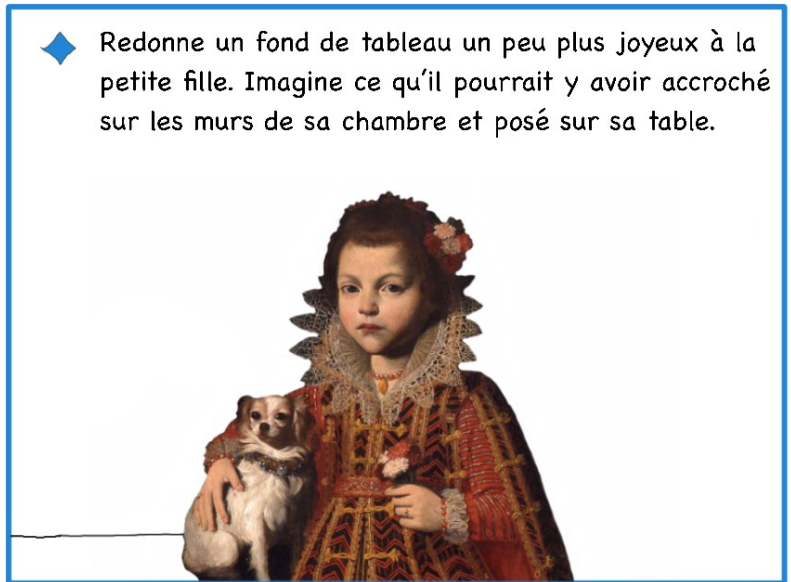 Redonne un fond de tableau un peu plus joyeux à la
petite fille. Imagine ce qu'il pourrait y avoir accroché
sur les murs de sa chambre et posé sur sa table.